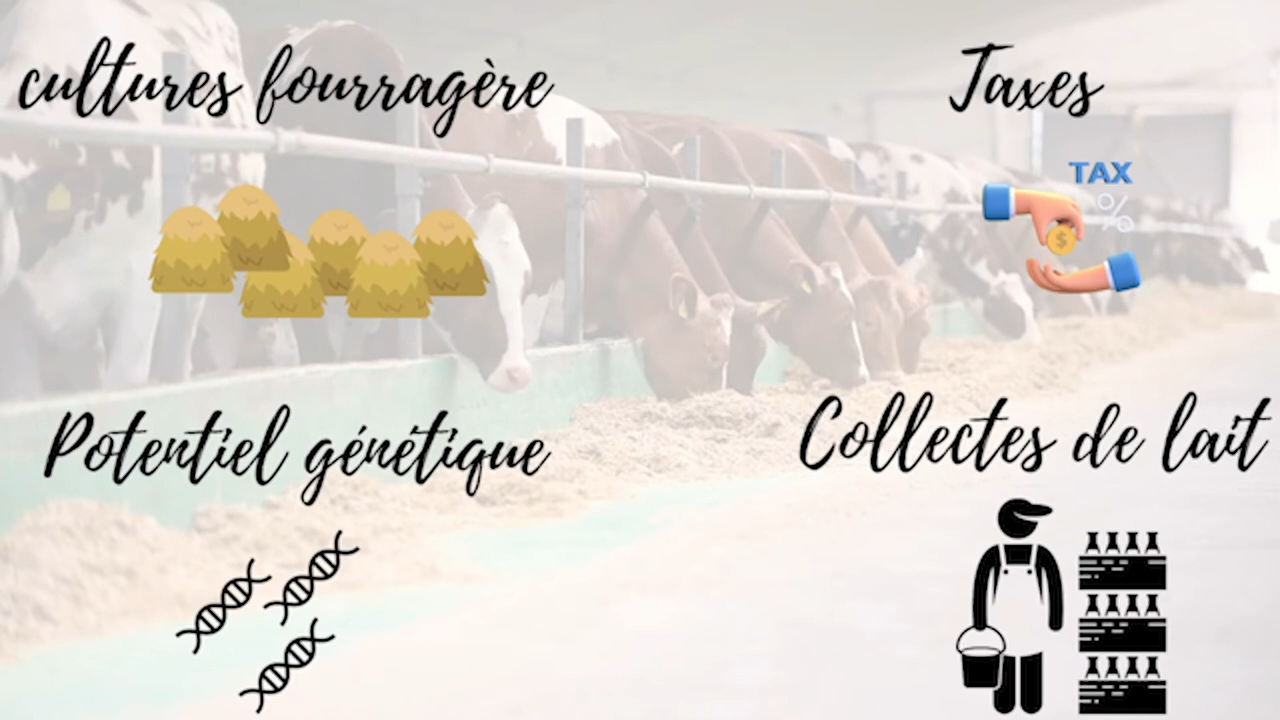 cultures fourragère
Taxes
TAX
%
$
Potentiel génétique
Collectes de lait